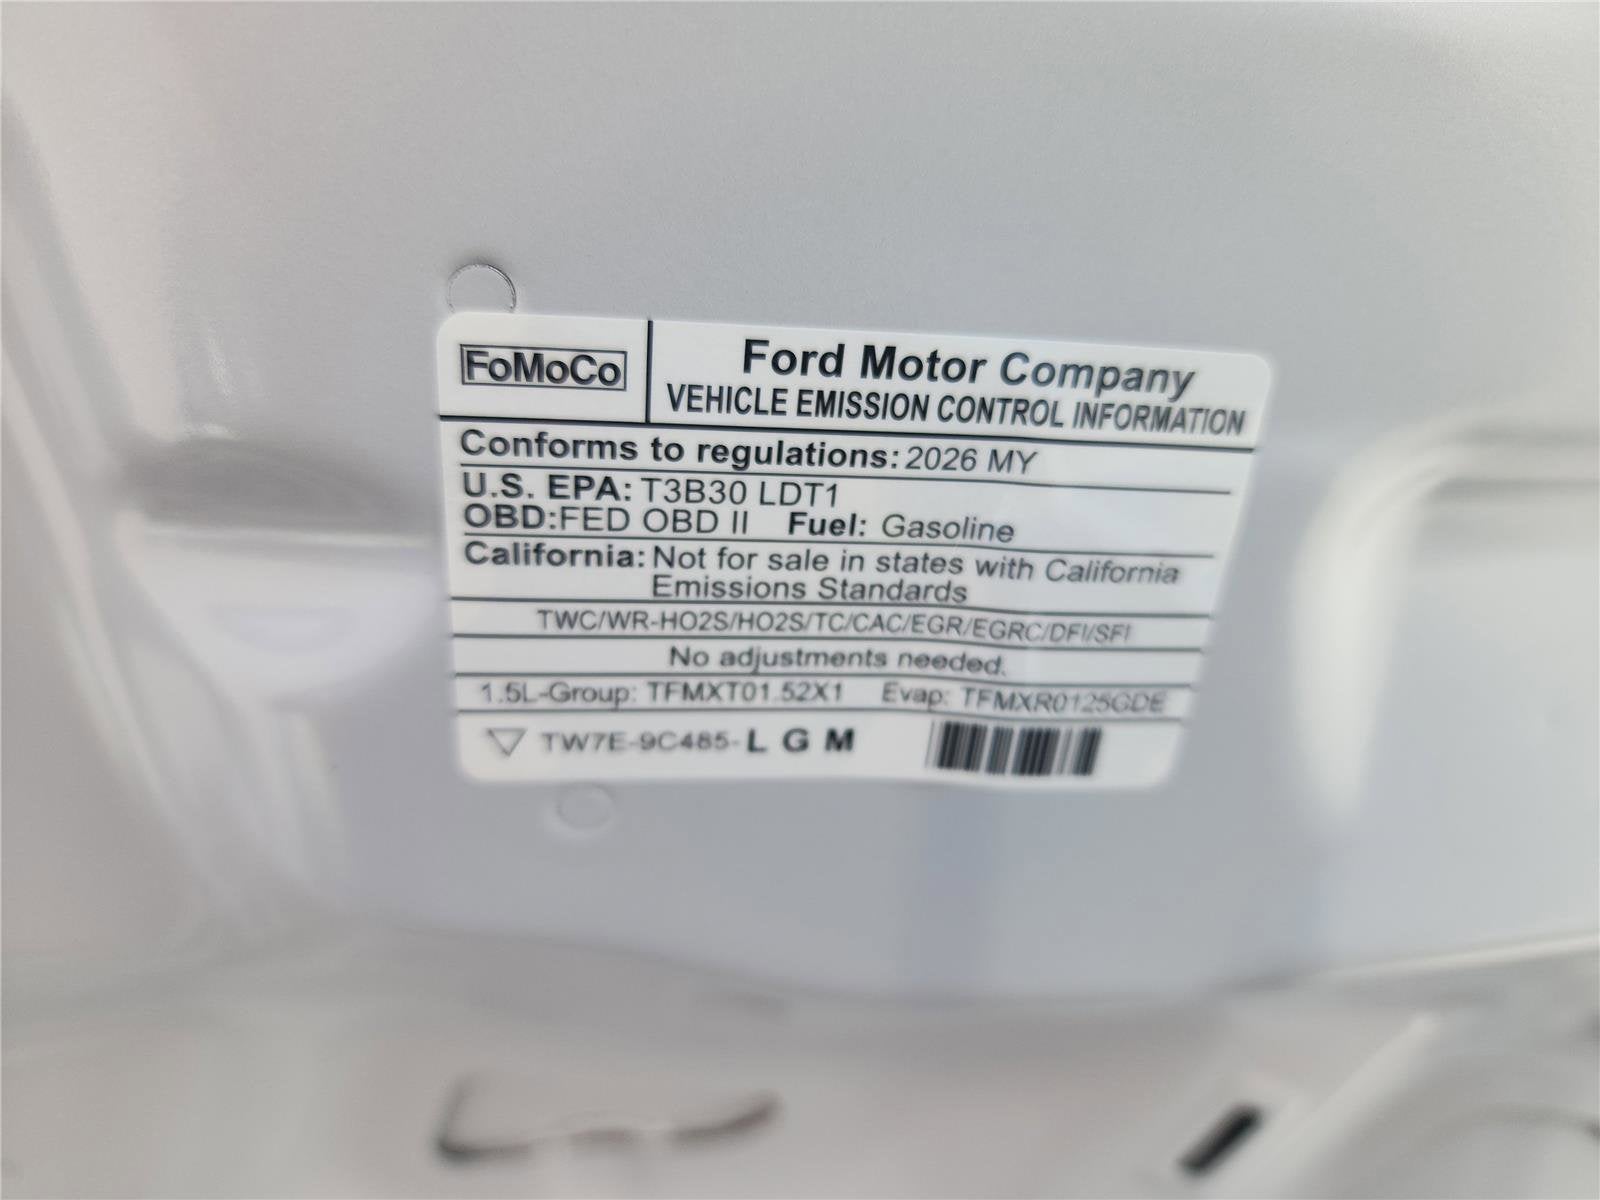 FoMoCo
Ford Motor Company
VEHICLE EMISSION CONTROL INFORMATION
Conforms to regulations: 2026 MY
U.S. EPA: T3B30 LDT1
OBD:FED OBD II Fuel: Gasoline
California: Not for sale in states with California
Emissions Standards
TWC/WR-HO2S/HO2S/TC/CAC/EGR/EGRC/DFI/SFI
No adjustments needed.
1.5L-Group: TFMXT01.52X1 Evap: TFMXR0125GDE
TW7E-9C485-L G M